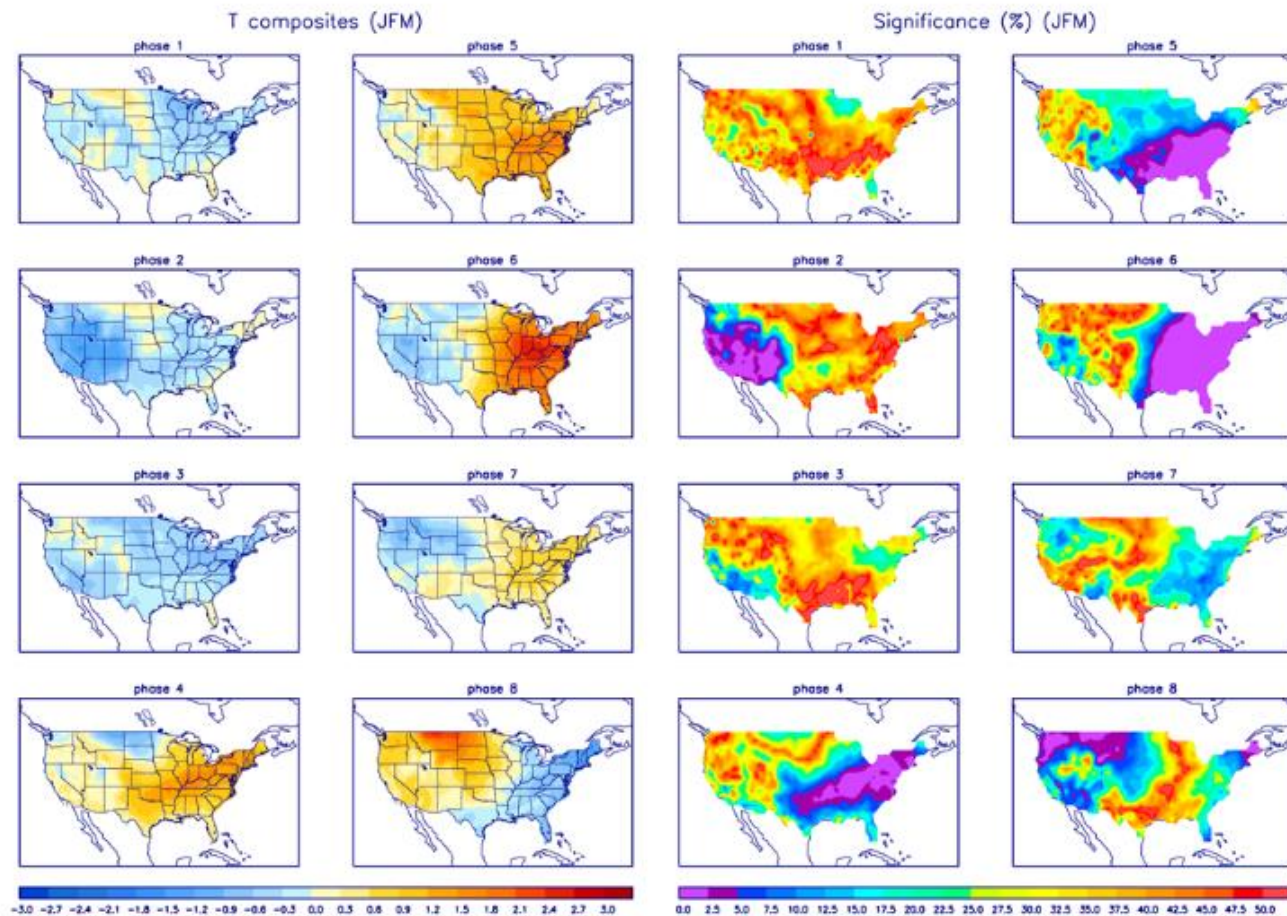 T composites (JFM)
Significance (%) (JFM)
phase 1
phase 5
phase 1
phase 5
phase 2
phase 6
phase 2
phase 6
phase 3
phase 7
phase 3
phase 7
phase 4
phase 8
phase 4
phase 8
-3.0 -2.7 -2.4 -2.1 -1.8 -1.5 -1.2 -0.9 -0.6 -0.3 0.0 0.3 0.6 0.9 1.2 1.5 1.8 2.1 2.4 2.7 3.0
0.0 2.5 5.0 7.5 10.0 12.5 15.0 17.5 20.0 22.5 25.0 27.5 30.0 32.5 35.0 37.5 40.0 42.5 45.0 47.5 50.0